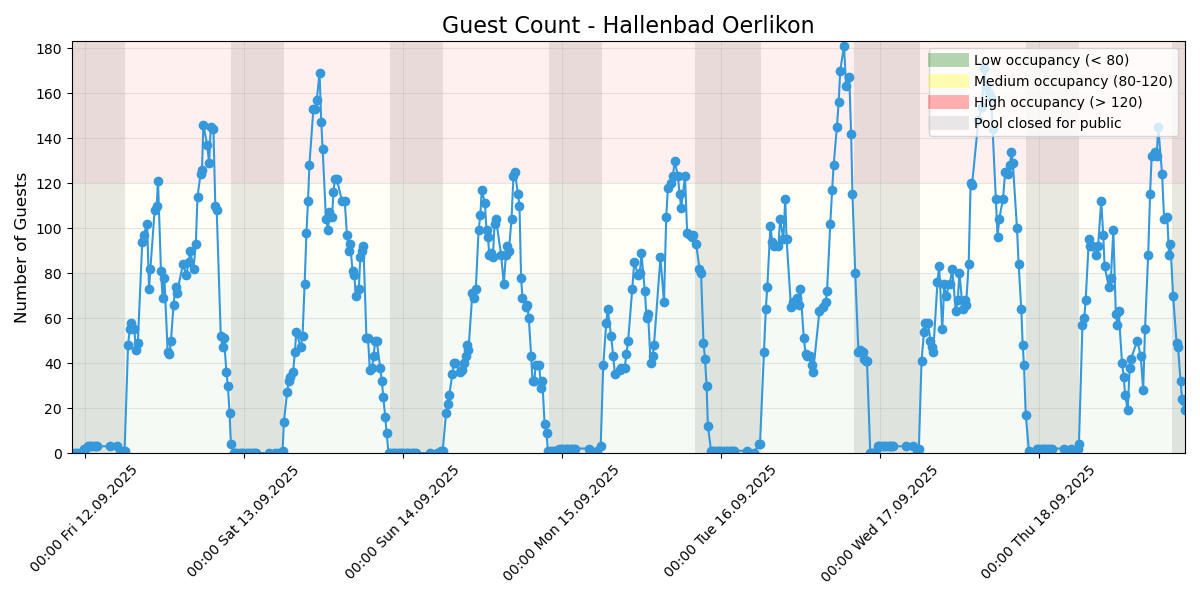 Guest Count - Hallenbad Oerlikon
Number of Guests
180
160
140
120
100
80
60
40
20
0
Low occupancy (< 80)
Medium occupancy (80-120)
High occupancy (> 120)
Pool closed for public
00:00 Fri 12.09.2025
00:00 Sat 13.09.2025
00:00 Sun 14.09.2025
00:00 Mon 15.09.2025
00:00 Tue 16.09.2025
00:00 Wed 17.09.2025
00:00 Thu 18.09.2025